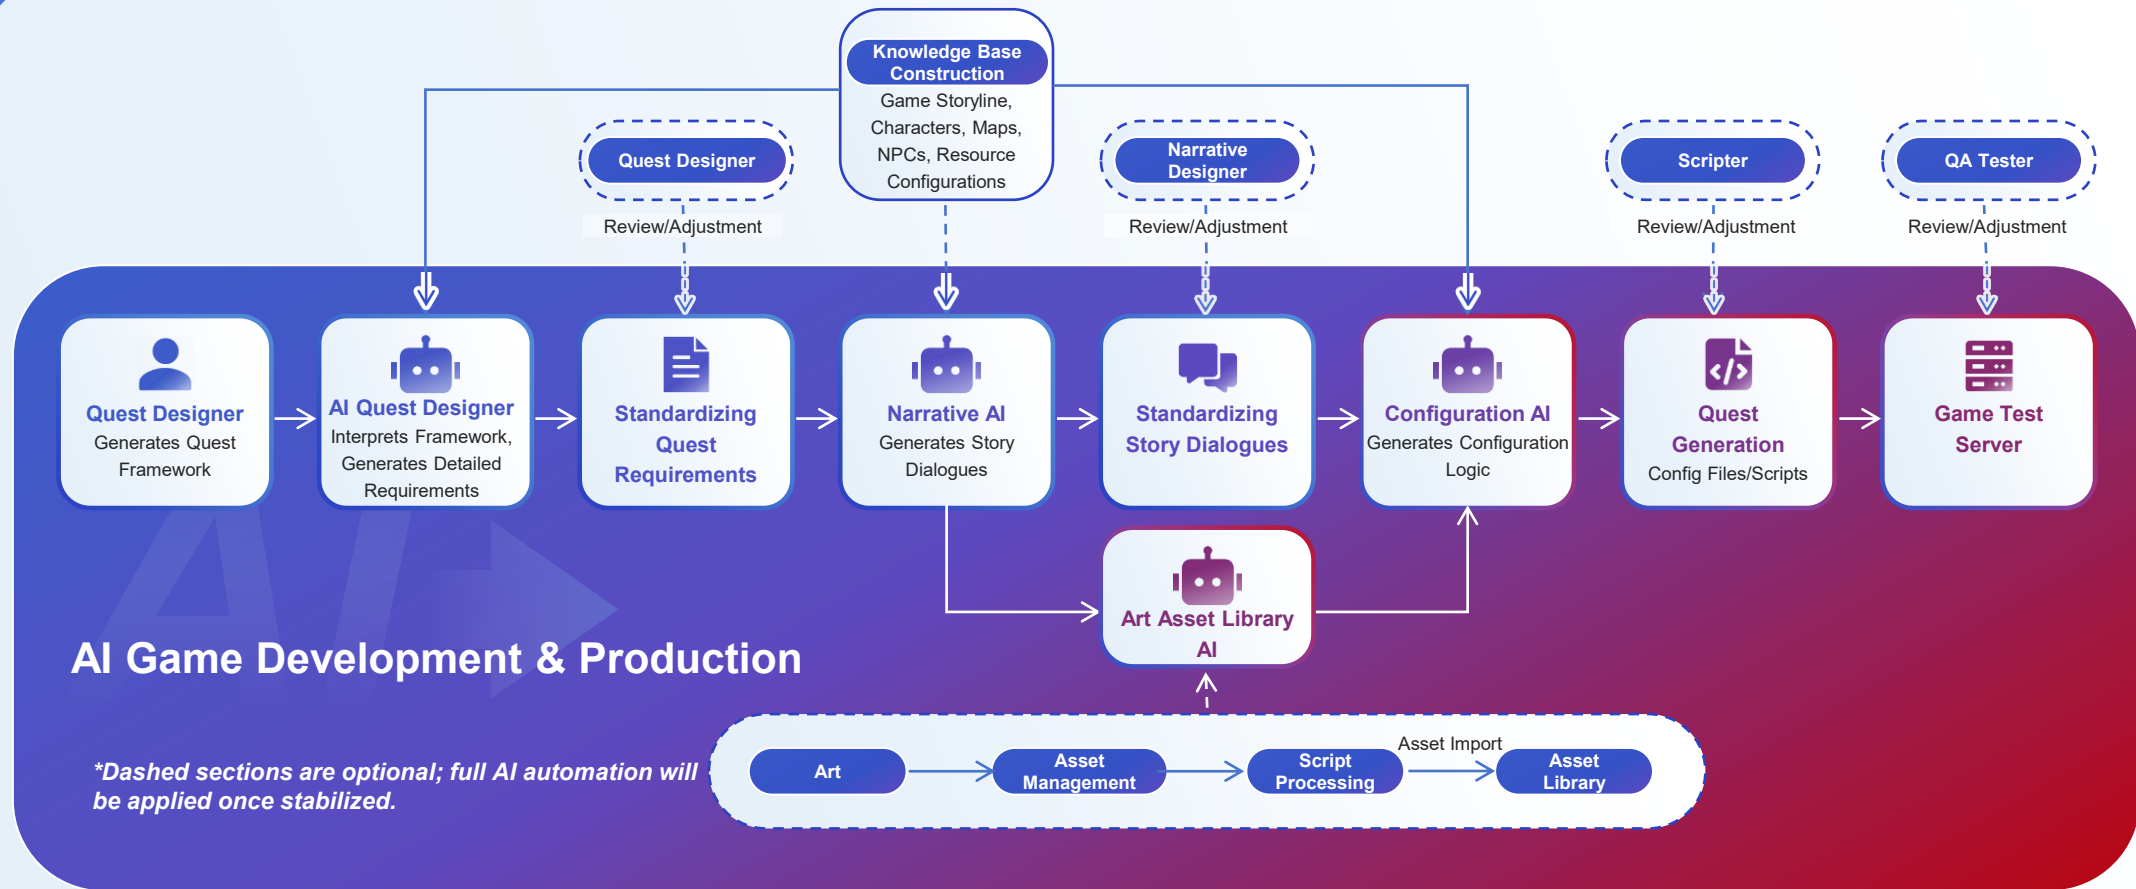 Knowledge Base
Construction
Game Storyline,
Characters, Maps,
NPCs, Resource
Configurations
Quest Designer
Review/Adjustment
Narrative
Designer
Review/Adjustment
Scripter
Review/Adjustment
QA Tester
Review/Adjustment
Quest Designer
Generates Quest
Framework
AI Quest Designer
Interprets Framework,
Generates Detailed
Requirements
Standardizing
Quest
Requirements
Narrative AI
Generates Story
Dialogues
Standardizing
Story Dialogues
Configuration AI
Generates Configuration
Logic
Quest
Generation
Config Files/Scripts
Game Test
Server
Art Asset Library
AI
AI
AI Game Development & Production
*Dashed sections are optional; full AI automation will
be applied once stabilized.
Art
Asset
Management
Script
Processing
Asset Import
Asset
Library